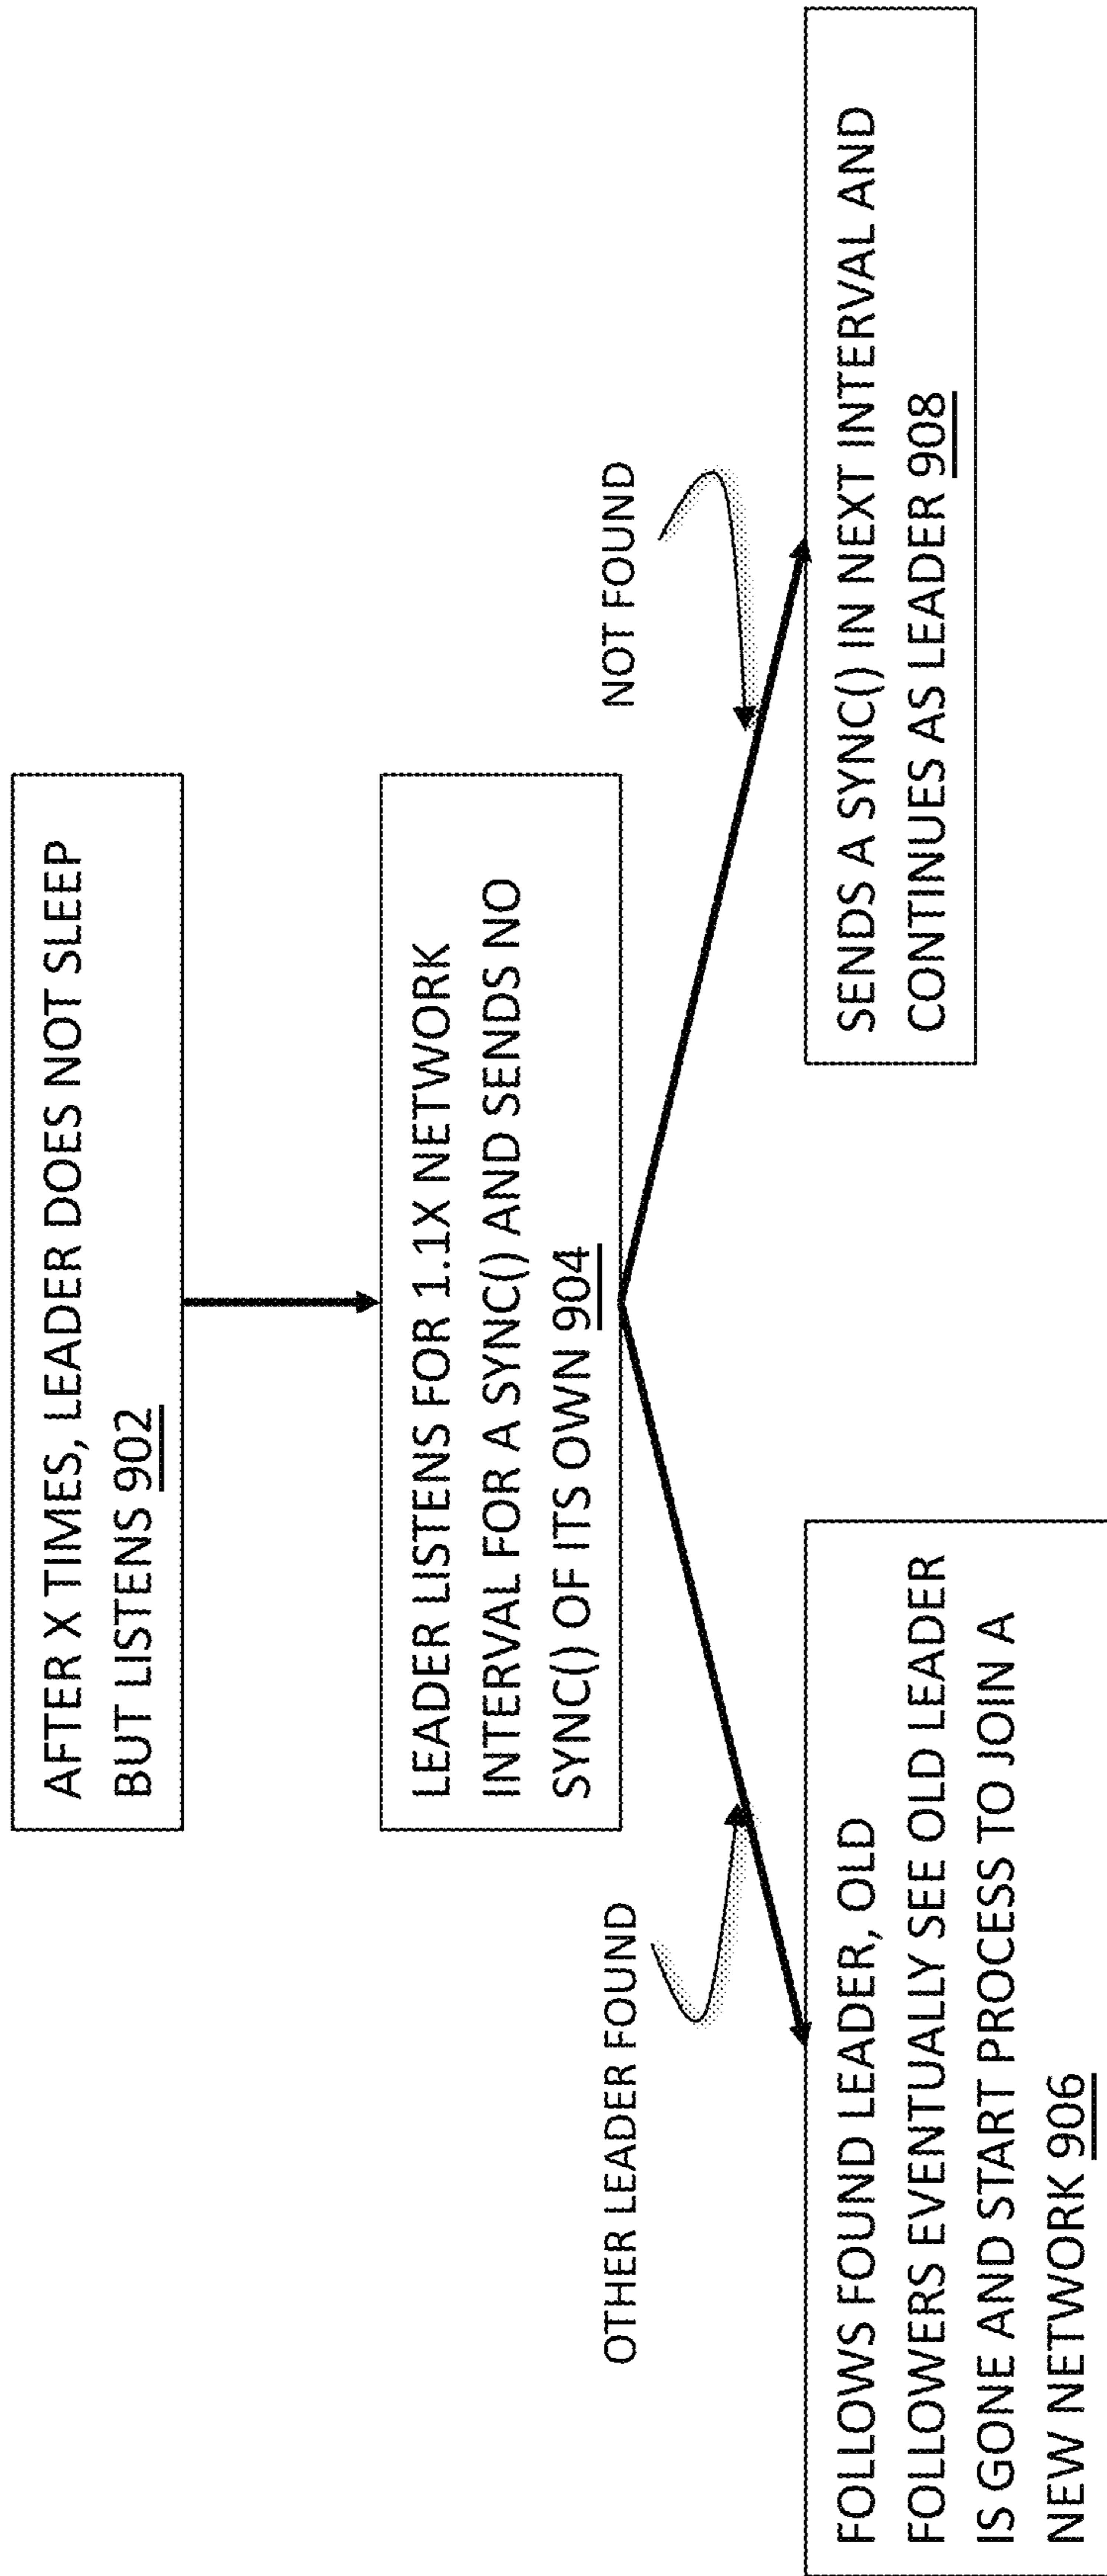 AFTER X TIMES, LEADER DOES NOT SLEEP
BUT LISTENS 902
LEADER LISTENS FOR 1.1X NETWORK
INTERVAL FOR A SYNC() AND SENDS NO
SYNC() OF ITS OWN 904
OTHER LEADER FOUND
NOT FOUND
FOLLOWS FOUND LEADER, OLD
FOLLOWERS EVENTUALLY SEE OLD LEADER
IS GONE AND START PROCESS TO JOIN A
NEW NETWORK 906
SENDS A SYNC() IN NEXT INTERVAL AND
CONTINUES AS LEADER 908